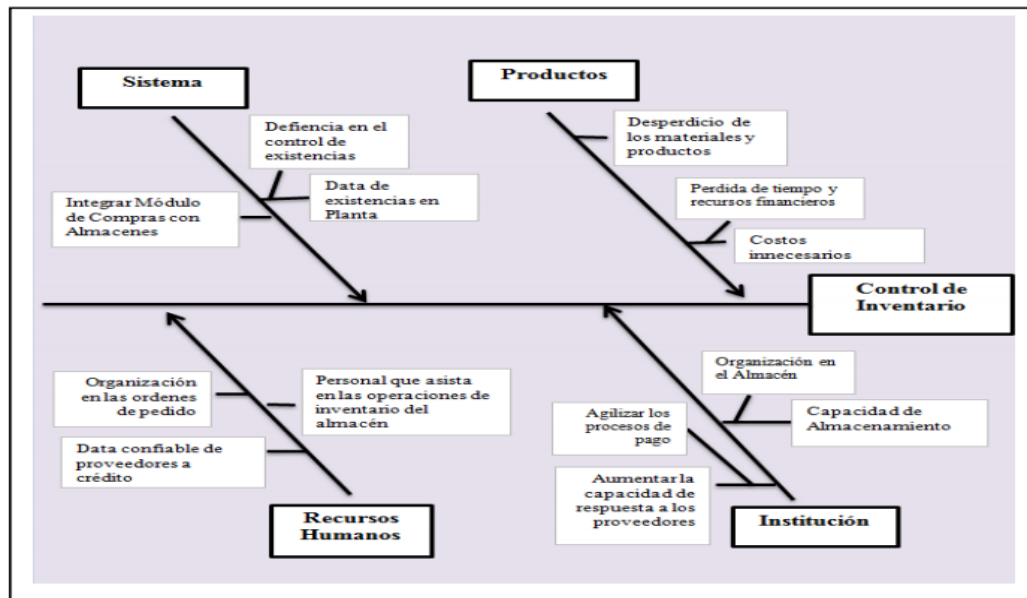 Sistema
Productos
Defiencia en el
control de
existencias
Data de
existencias en
Planta
Integrar Módulo
de Compras con
Almacenes
Desperdicio de
los materiales y
productos
Perdida de tiempo y
recursos financieros
Costos
innecesarios
Control de
Inventario
Organización
en las ordenes
de pedido
Personal que asista
en las operaciones de
inventario del
almacén
Data confiable de
proveedores a
crédito
Recursos
Humanos
Organización en
el Almacén
Capacidad de
Almacenamiento
Agilizar los
procesos de
pago
Aumentar la
capacidad de
respuesta a los
proveedores
Institución